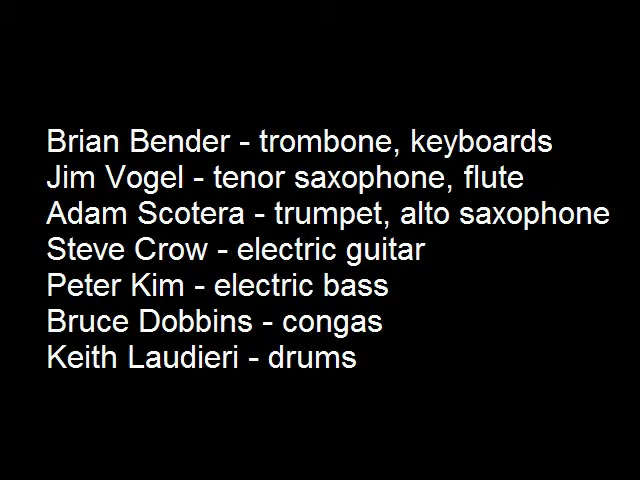 Brian Bender - trombone, keyboards
Jim Vogel - tenor saxophone, flute
Adam Scotera - trumpet, alto saxophone
Steve Crow - electric guitar
Peter Kim - electric bass
Bruce Dobbins - congas
Keith Laudieri - drums